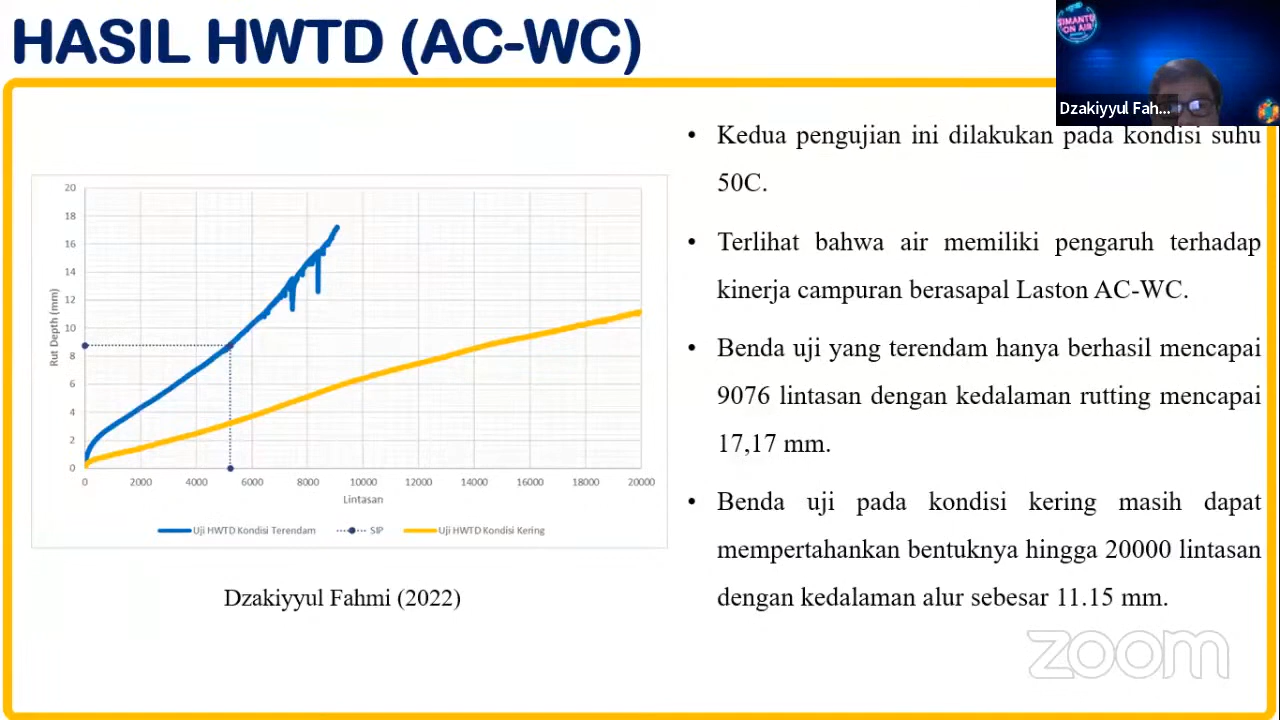 HASIL HWTD (AC-WC)
SIMANTU
ON AIR
Dzakiyyul Fah...
Kedua pengujian ini dilakukan pada kondisi suhu
50C.
Terlihat bahwa air memiliki pengaruh terhadap
kinerja campuran berasapal Laston AC-WC.
Benda uji yang terendam hanya berhasil mencapai
9076 lintasan dengan kedalaman rutting mencapai
17,17 mm.
Benda uji pada kondisi kering masih dapat
mempertahankan bentuknya hingga 20000 lintasan
dengan kedalaman alur sebesar 11.15 mm.
Rut Depth (mm)
20
18
16
14
12
10
8
6
4
2
0
0 2000 4000 6000 8000 10000 12000 14000 16000 18000 20000
Lintasan
Uji HWTD Kondisi Terendam SIP Uji HWTD Kondisi Kering
Dzakiyyul Fahmi (2022)
zoom